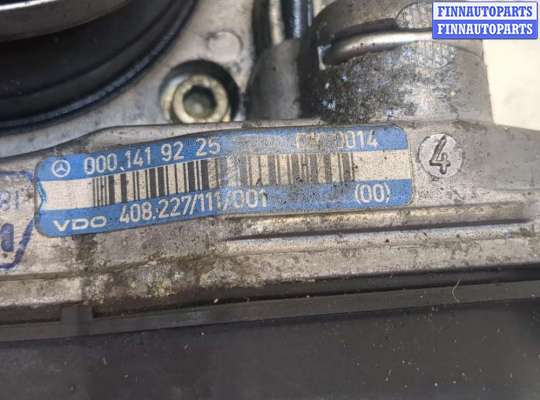 FINNAUTOPARTS
FINNAUTOPARTS
000.141 92 25
4
VDO 408.227/111/001 (00)